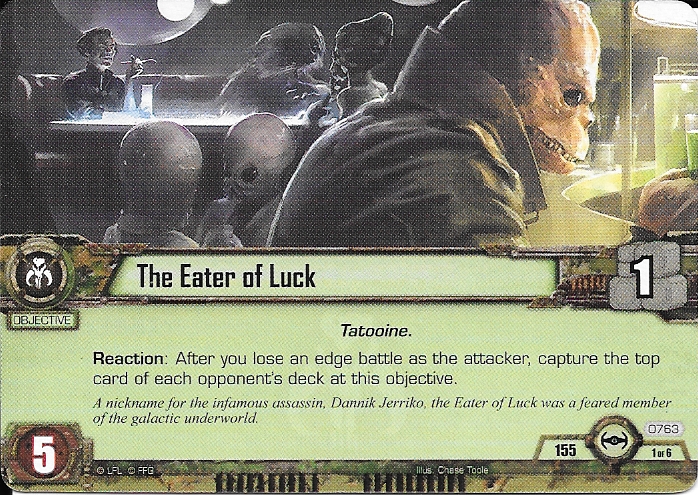 The Eater of Luck
1
OBJECTIVE
Tatooine.
Reaction: After you lose an edge battle as the attacker, capture the top
card of each opponent's deck at this objective.
A nickname for the infamous assassin, Dannik Jerriko, the Eater of Luck was a feared member
of the galactic underworld.
5
© LFL © FFG
Illus. Chase Toole
155
0763
1 of 6